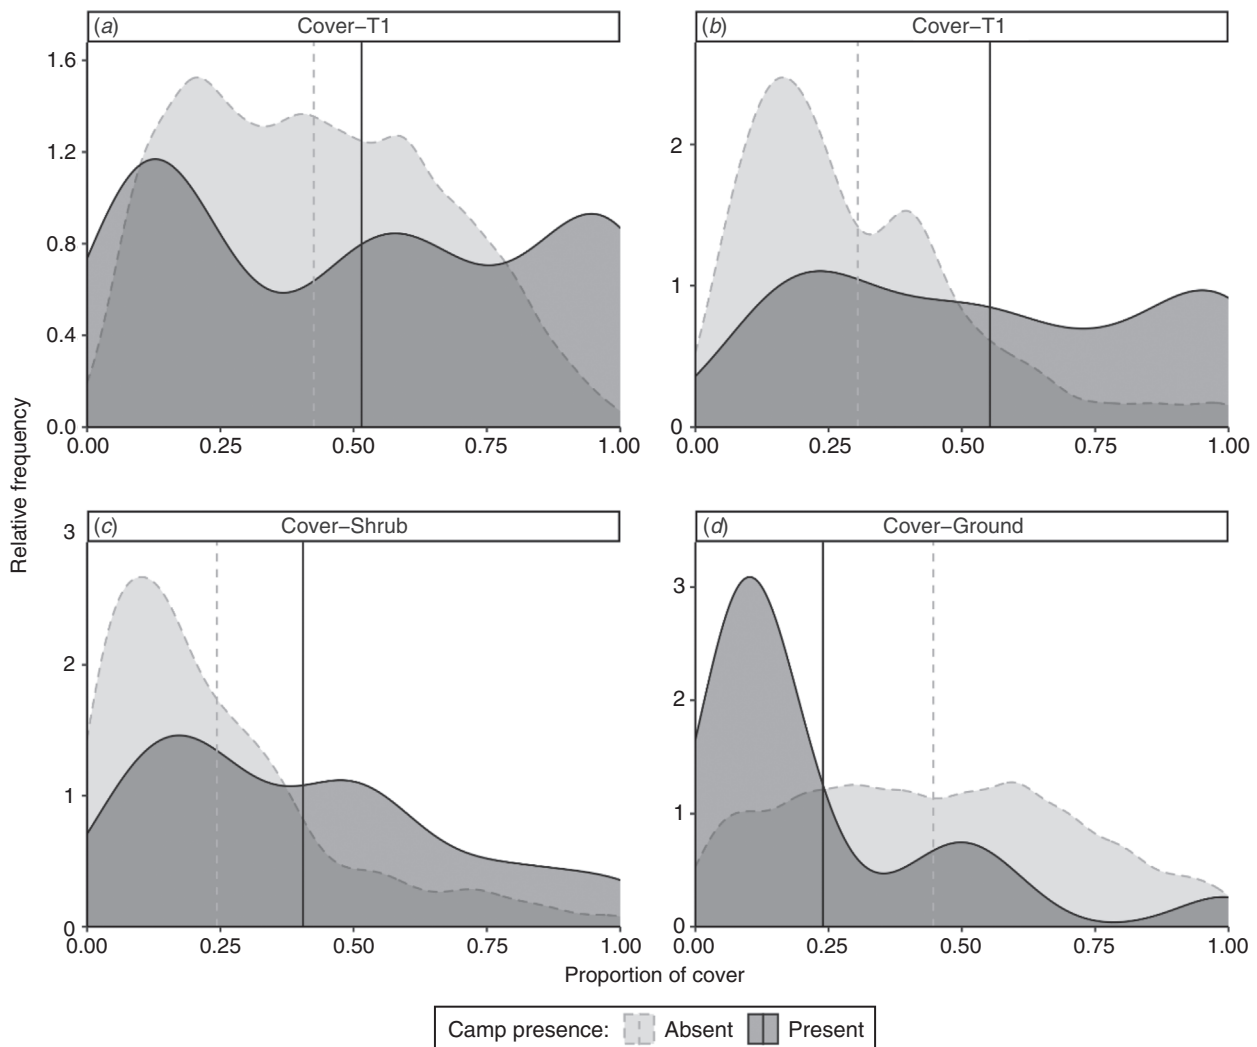 (a) Cover–T1
(b) Cover–T1
1.6
1.2
0.8
0.4
0.0
0.00 0.25 0.50 0.75 1.00
2
1
0
0.00 0.25 0.50 0.75 1.00
Relative frequency
(c) Cover–Shrub
(d) Cover–Ground
3
2
1
0
0.00 0.25 0.50 0.75 1.00
3
2
1
0
0.00 0.25 0.50 0.75 1.00
Proportion of cover
Camp presence: Absent Present